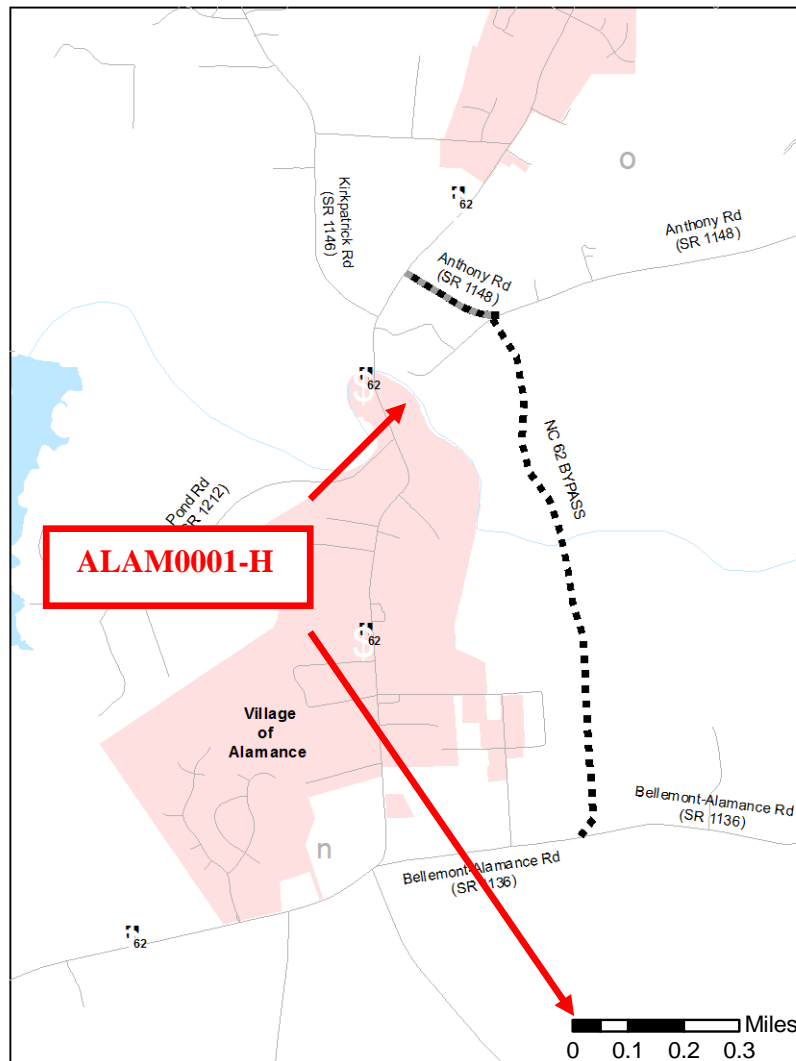 o
62
Kirkpatrick Rd
(SR 1146)
Anthony Rd
(SR 1148)
Anthony Rd
(SR 1148)
$
62
NC 62 BYPASS
Pond Rd
(SR 1212)
ALAM0001-H
$
62
Village
of
Alamance
Bellemont-Alamance Rd
(SR 1136)
n
Bellemont-Alamance Rd
(SR 1136)
62
Miles
0 0.1 0.2 0.3